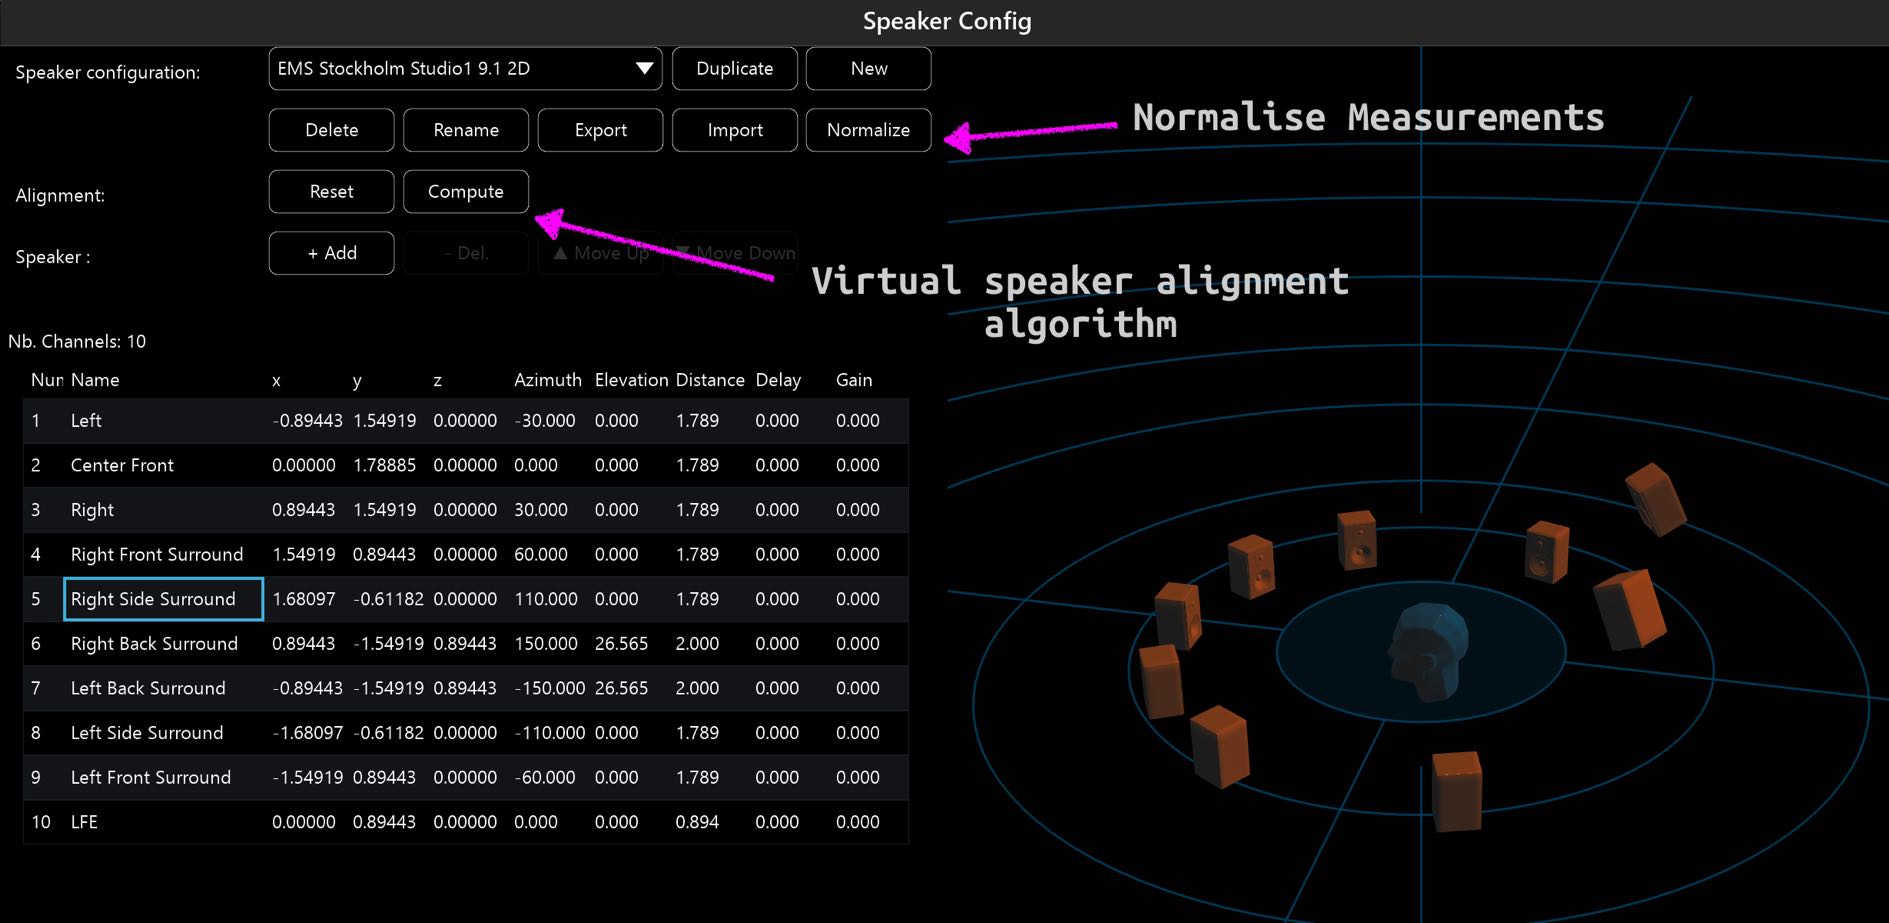 Speaker Config
Speaker configuration: EMS Stockholm Studio1 9.1 2D ▼ Duplicate New
Delete Rename Export Import Normalize
Normalise Measurements
Alignment: Reset Compute
Speaker : + Add - Del. ▲ Move Up ▼ Move Down
Virtual speaker alignment
algorithm
Nb. Channels: 10
Nun Name x y z Azimuth Elevation Distance Delay Gain
1 Left -0.89443 1.54919 0.00000 -30.000 0.000 1.789 0.000 0.000
2 Center Front 0.00000 1.78885 0.00000 0.000 0.000 1.789 0.000 0.000
3 Right 0.89443 1.54919 0.00000 30.000 0.000 1.789 0.000 0.000
4 Right Front Surround 1.54919 0.89443 0.00000 60.000 0.000 1.789 0.000 0.000
5 Right Side Surround 1.68097 -0.61182 0.00000 110.000 0.000 1.789 0.000 0.000
6 Right Back Surround 0.89443 -1.54919 0.89443 150.000 26.565 2.000 0.000 0.000
7 Left Back Surround -0.89443 -1.54919 0.89443 -150.000 26.565 2.000 0.000 0.000
8 Left Side Surround -1.68097 -0.61182 0.00000 -110.000 0.000 1.789 0.000 0.000
9 Left Front Surround -1.54919 0.89443 0.00000 -60.000 0.000 1.789 0.000 0.000
10 LFE 0.00000 0.89443 0.00000 0.000 0.000 0.894 0.000 0.000